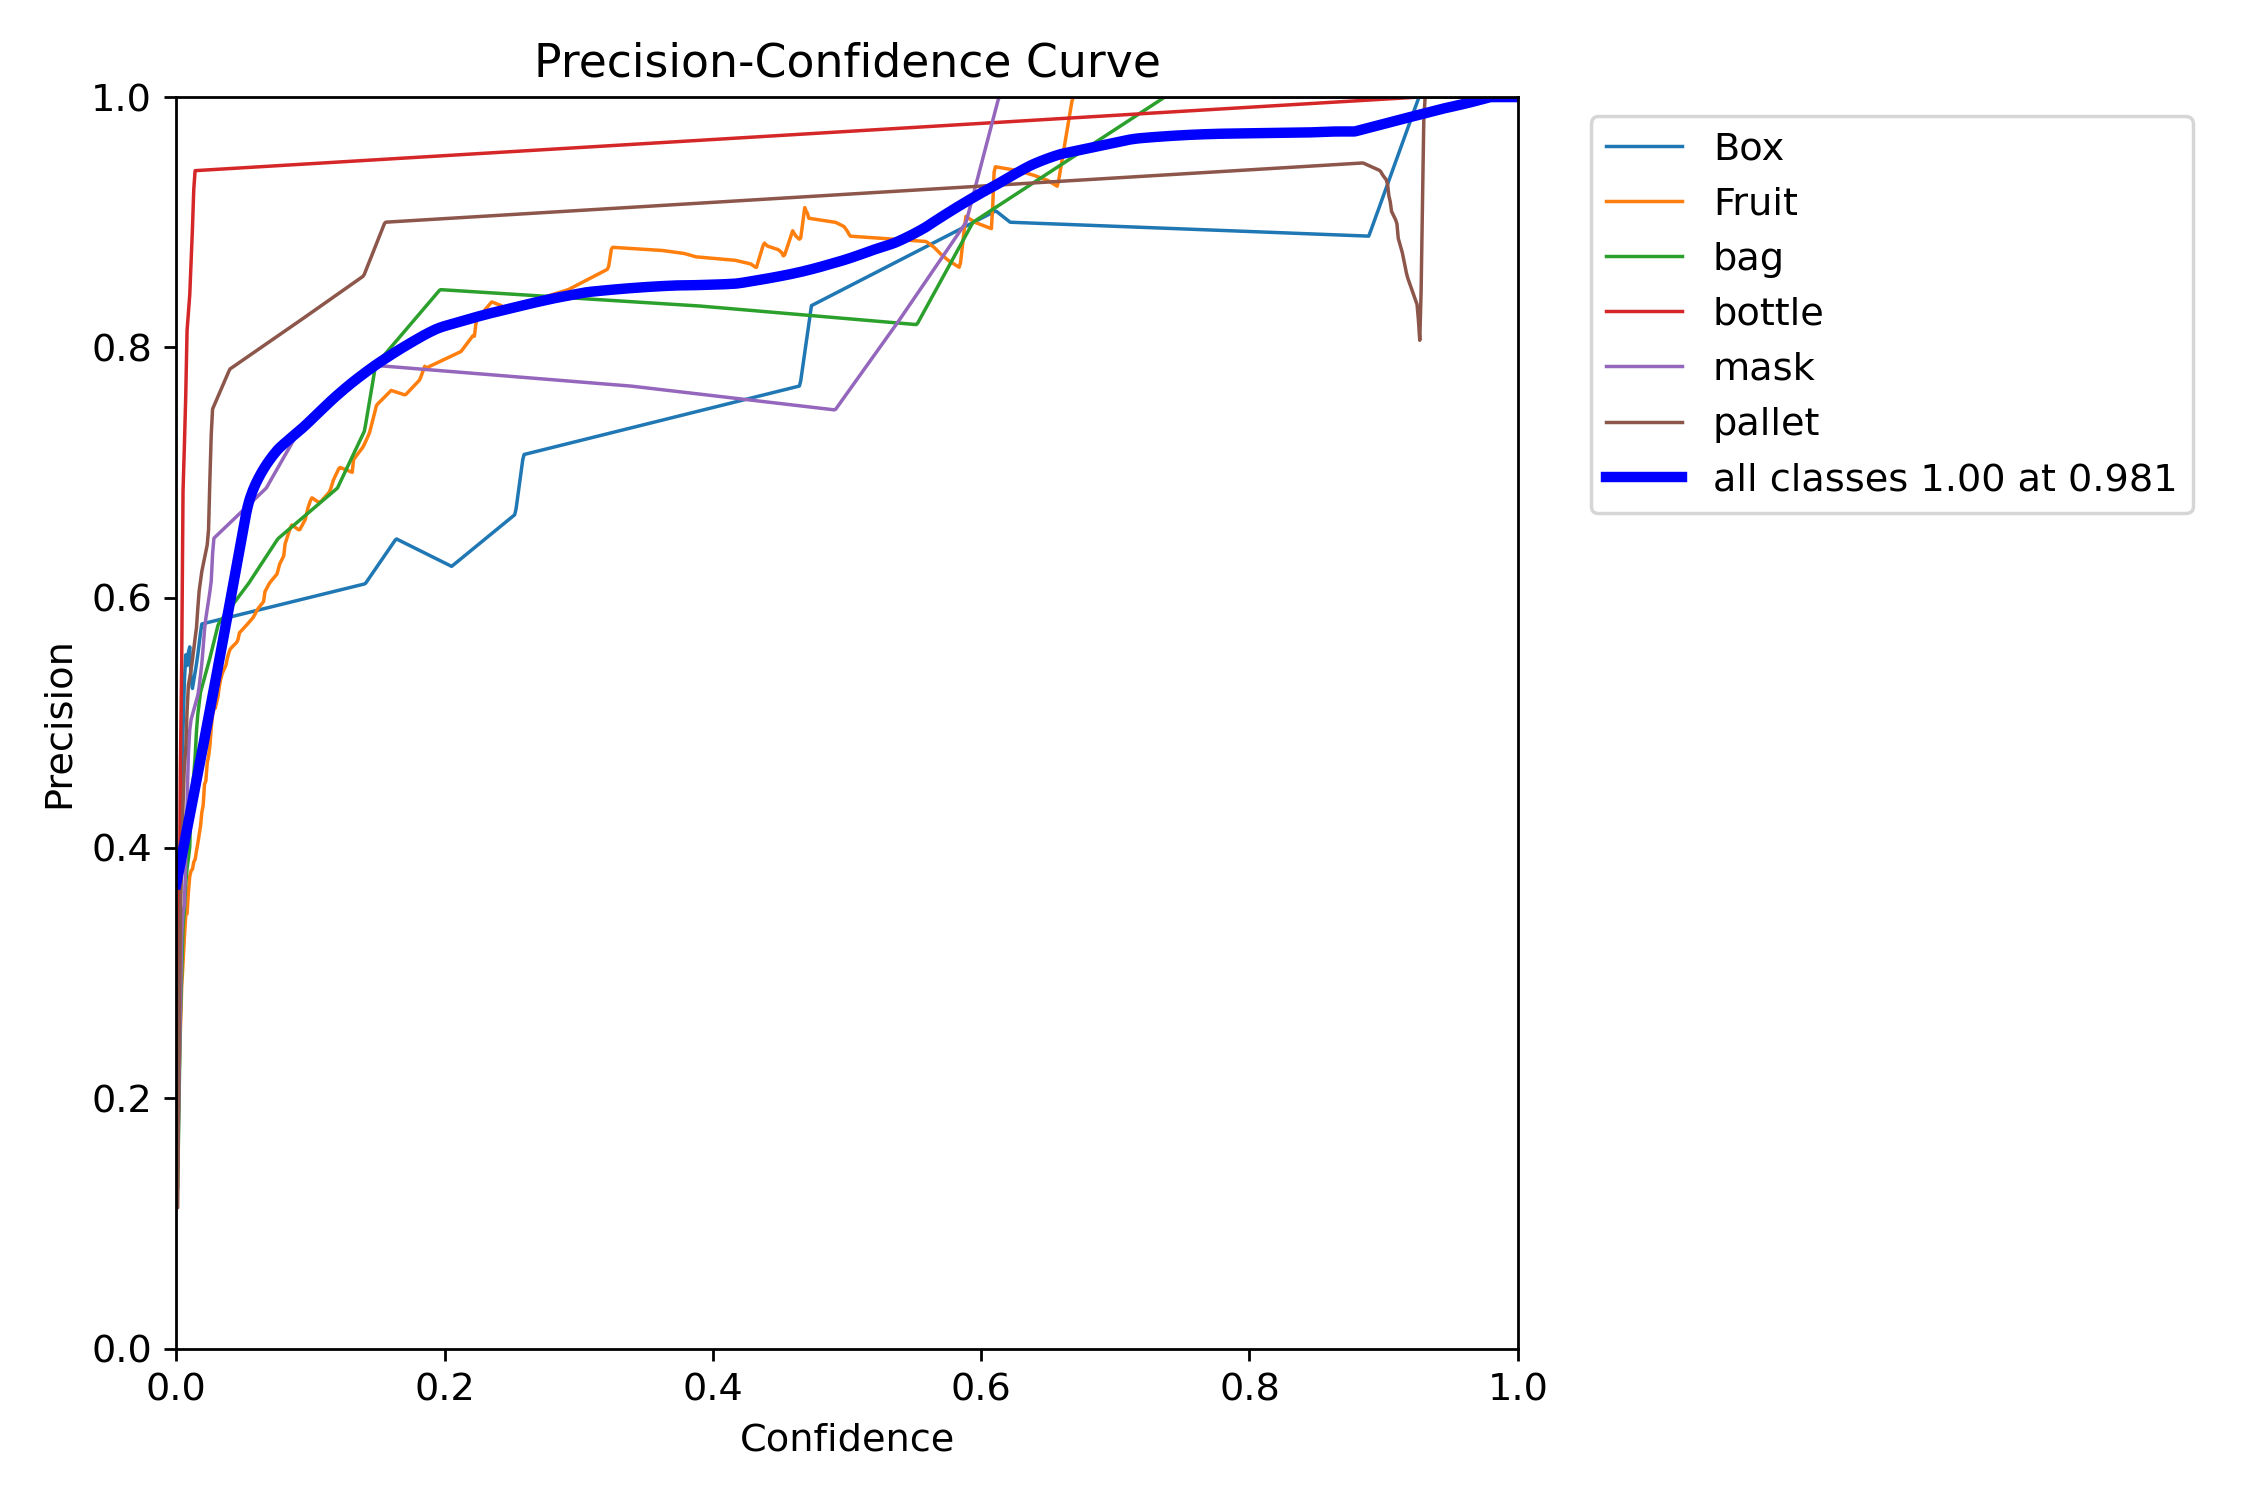 Precision-Confidence Curve
1.0
0.8
0.6
0.4
0.2
0.0
Precision
0.0 0.2 0.4 0.6 0.8 1.0
Confidence
Box
Fruit
bag
bottle
mask
pallet
all classes 1.00 at 0.981